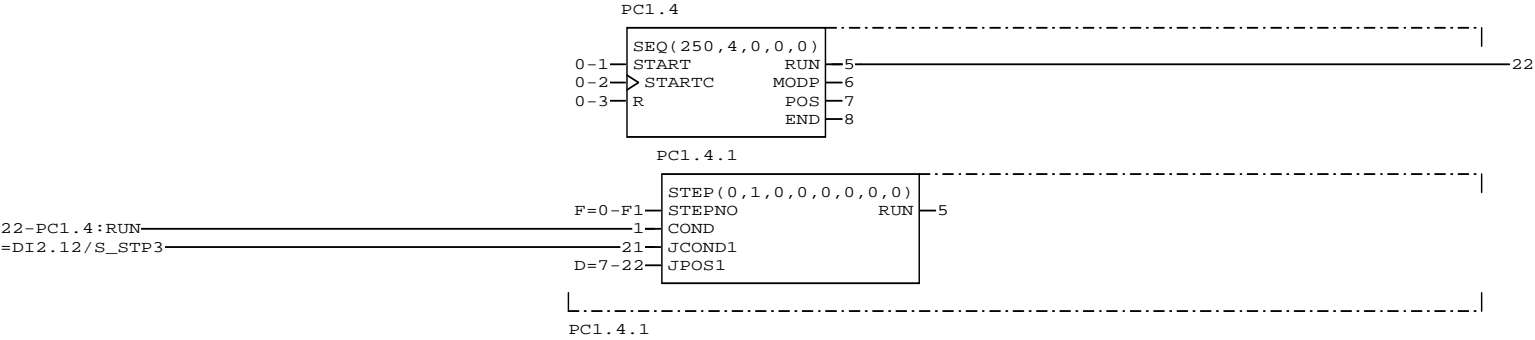 PC1.4
SEQ(250,4,0,0,0)
0-1 START RUN 5 22
0-2 STARTC MODP 6
0-3 R POS 7
END 8
PC1.4.1
STEP(0,1,0,0,0,0,0,0)
F=0-F1 STEPNO RUN 5
22-PC1.4:RUN 1 COND
=DI2.12/S_STP3 21 JCOND1
D=7-22 JPOS1
PC1.4.1